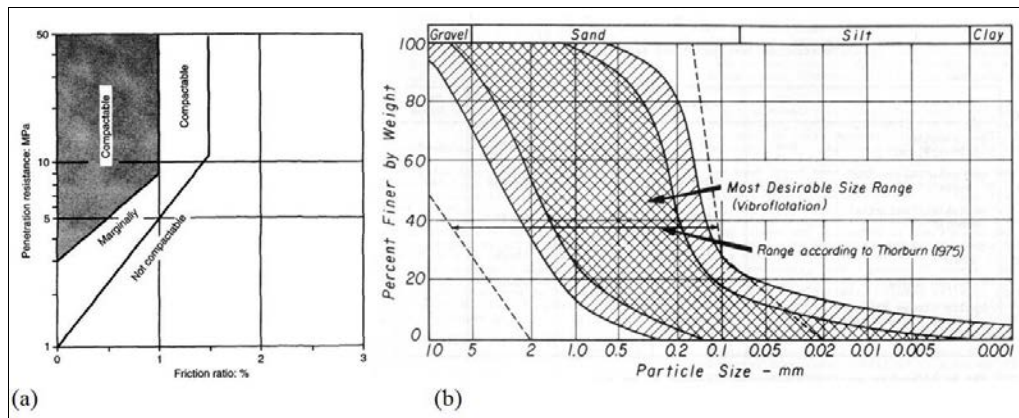 50
10
5
1
Penetration resistance: MPa
Compactable
Compactable
Marginally
Not compactable
0
1
2
3
Friction ratio: %
(a)
Gravel
Sand
Silt
Clay
100
80
60
40
20
0
Percent Finer by Weight
Most Desirable Size Range
(Vibroflotation)
Range according to Thorburn (1975)
10
5
2
1.0
0.5
0.2
0.1
0.05
0.02
0.01
0.005
0.001
Particle Size - mm
(b)